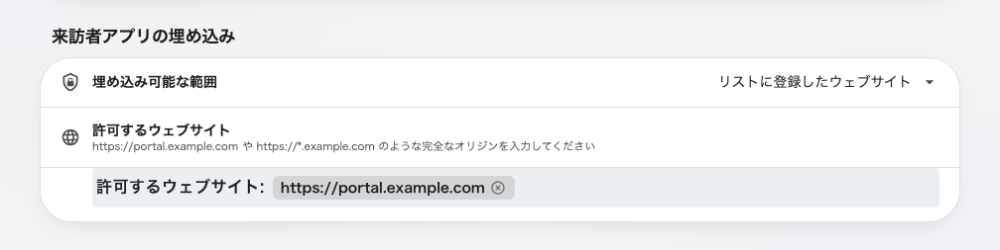 来訪者アプリの埋め込み
埋め込み可能な範囲
リストに登録したウェブサイト
許可するウェブサイト
https://portal.example.com や https://*.example.com のような完全なオリジンを入力してください
許可するウェブサイト: https://portal.example.com